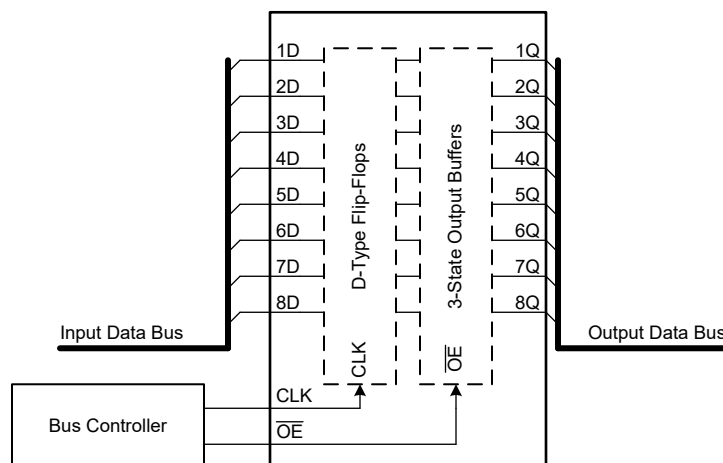 1D
1Q
2D
2Q
3D
3Q
4D
4Q
5D
5Q
6D
6Q
7D
7Q
8D
8Q
D-Type Flip-Flops
3-State Output Buffers
Input Data Bus
Output Data Bus
CLK
OE
CLK
OE
Bus Controller